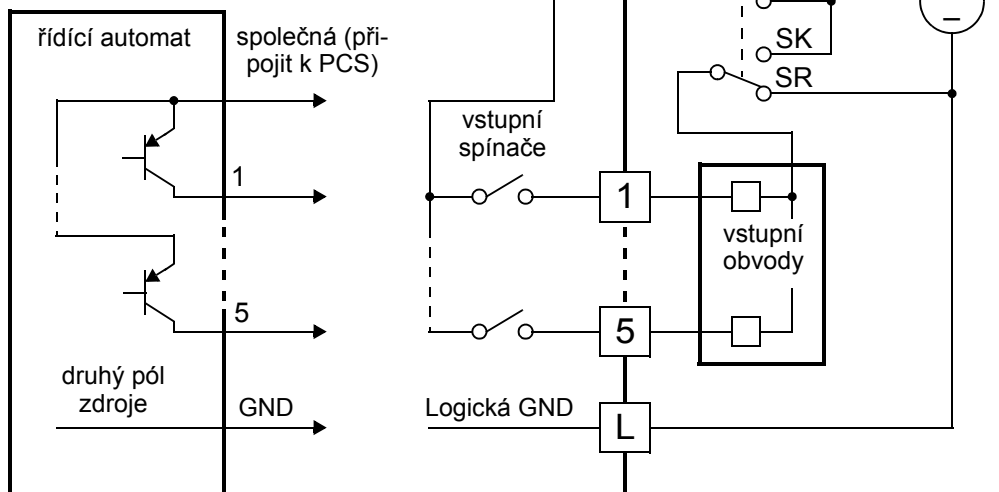 řídící automat
společná (při-
pojit k PCS)
SK
SR
vstupní
spínače
1
1
vstupní
obvody
5
5
druhý pól
zdroje
GND
Logická GND
L